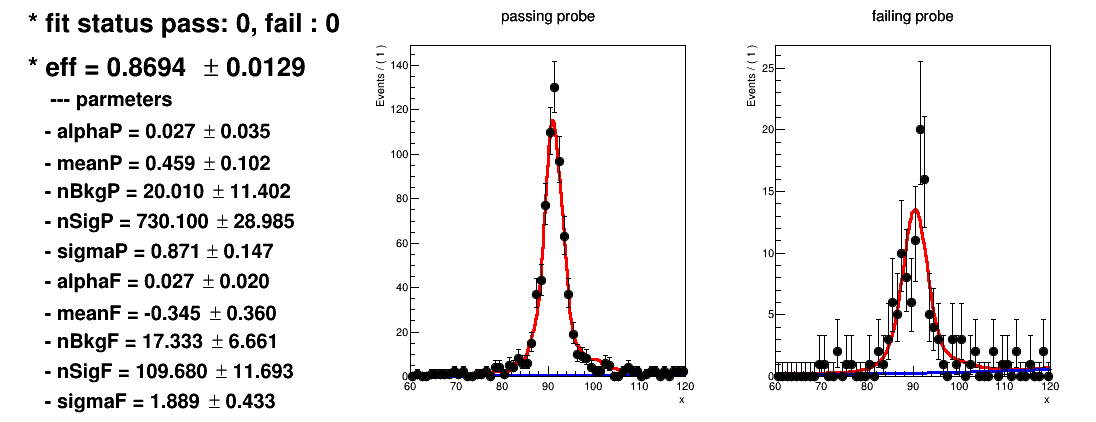 * fit status pass: 0, fail : 0
* eff = 0.8694 ± 0.0129
--- parmeters
- alphaP = 0.027 ± 0.035
- meanP = 0.459 ± 0.102
- nBkgP = 20.010 ± 11.402
- nSigP = 730.100 ± 28.985
- sigmaP = 0.871 ± 0.147
- alphaF = 0.027 ± 0.020
- meanF = -0.345 ± 0.360
- nBkgF = 17.333 ± 6.661
- nSigF = 109.680 ± 11.693
- sigmaF = 1.889 ± 0.433
passing probe
Events / ( 1 )
140
120
100
80
60
40
20
0
60 70 80 90 100 110 120
x
failing probe
Events / ( 1 )
25
20
15
10
5
0
60 70 80 90 100 110 120
x